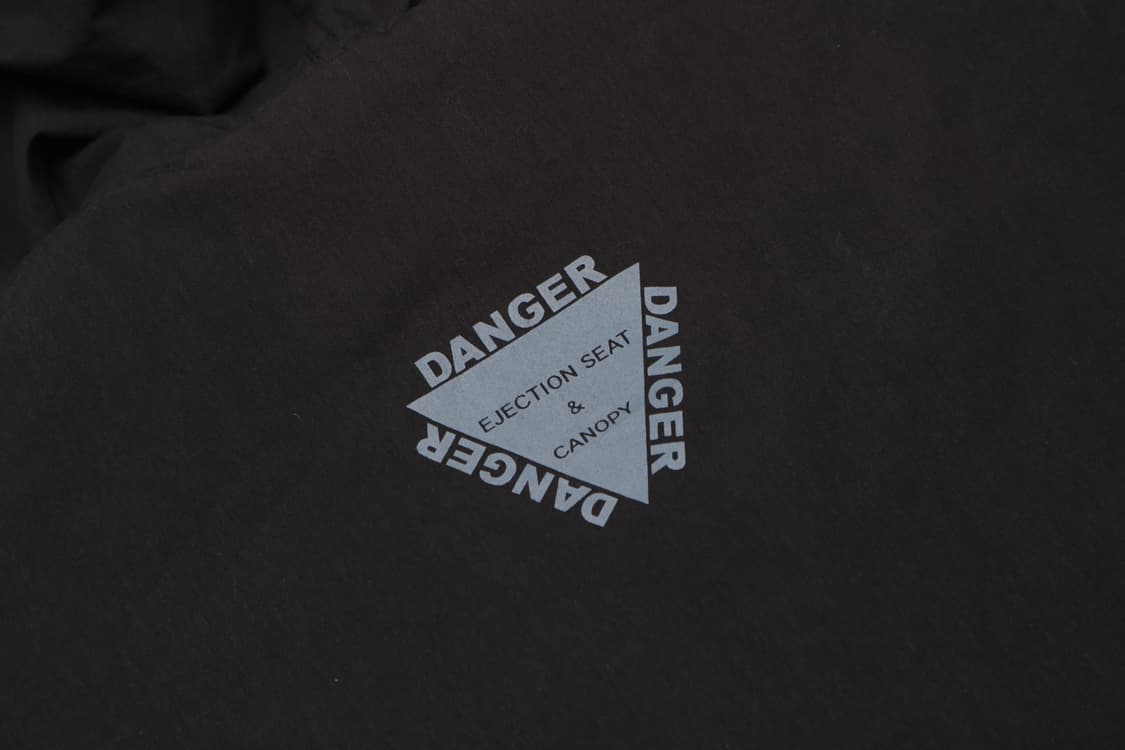 DANGER
DANGER
EJECTION SEAT
&
CANOPY
DANGER